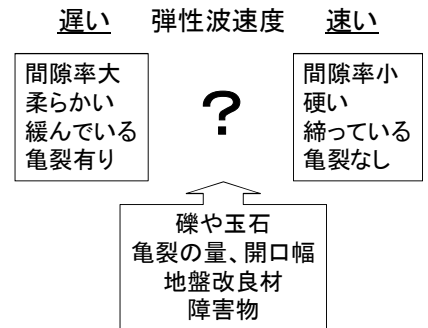 遅い 弾性波速度 速い
間隙率大
柔らかい
緩んでいる
亀裂有り
?
間隙率小
硬い
締っている
亀裂なし
礫や玉石
亀裂の量、開口幅
地盤改良材
障害物